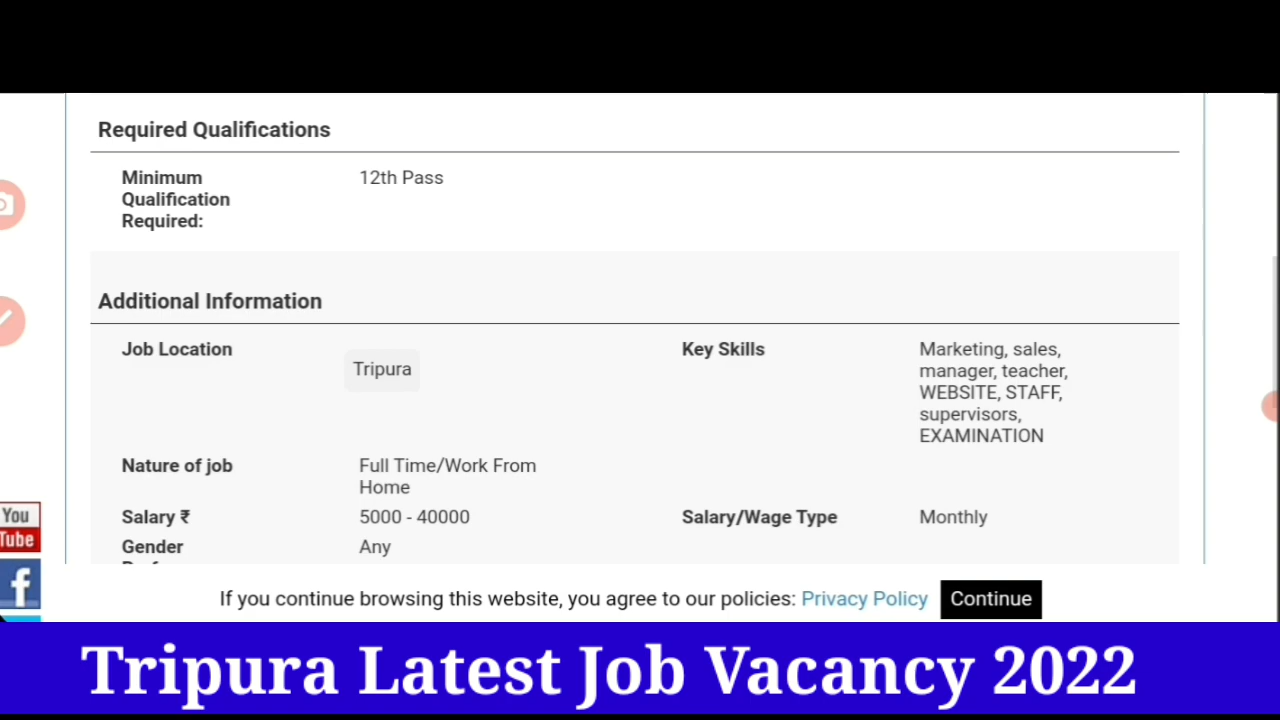 Required Qualifications
Minimum Qualification Required:
12th Pass
Additional Information
Job Location
Tripura
Key Skills
Marketing, sales,
manager, teacher,
WEBSITE, STAFF,
supervisors,
EXAMINATION
Nature of job
Full Time/Work From
Home
Salary ₹
5000 - 40000
Salary/Wage Type
Monthly
Gender
Any
You
Tube
f
If you continue browsing this website, you agree to our policies: Privacy Policy Continue
Tripura Latest Job Vacancy 2022